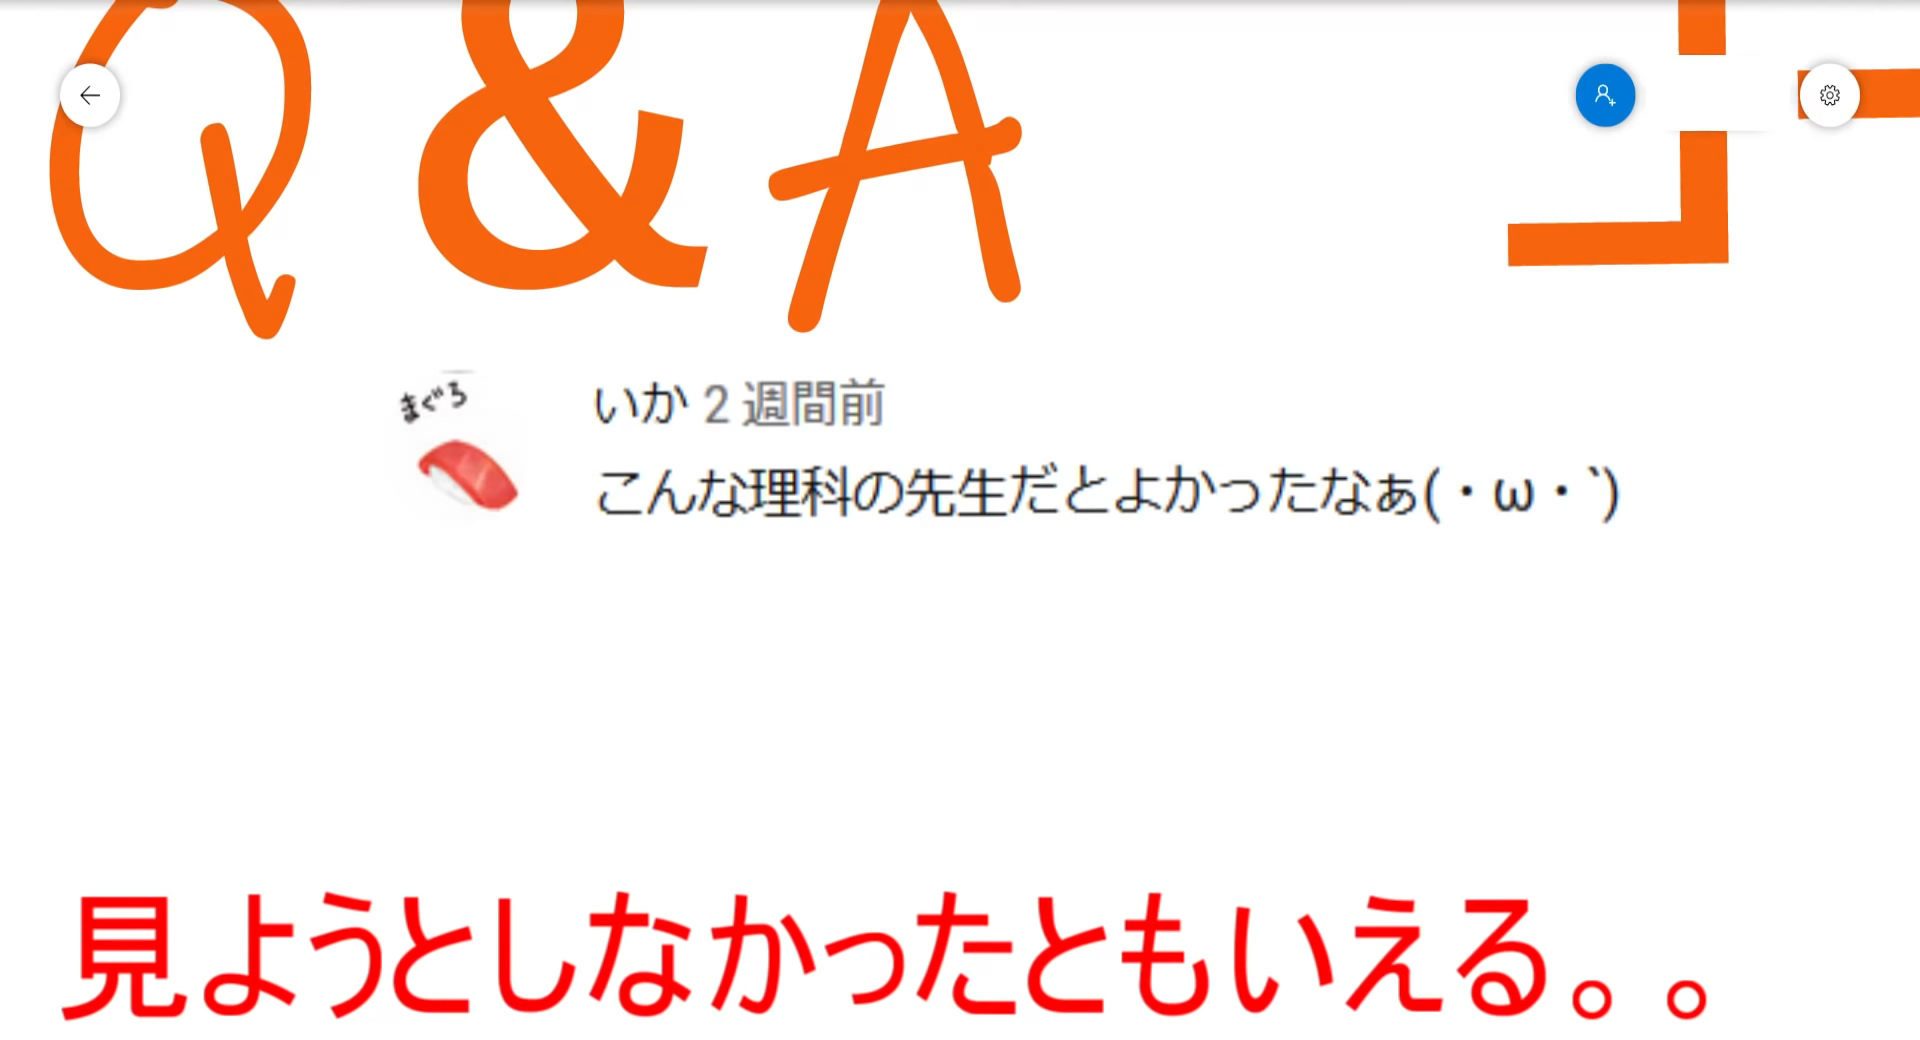 Q & A
まぐろ
いか 2 週間前
こんな理科の先生だとよかったなぁ(・ω・`)
見ようとしなかったともいえる。。